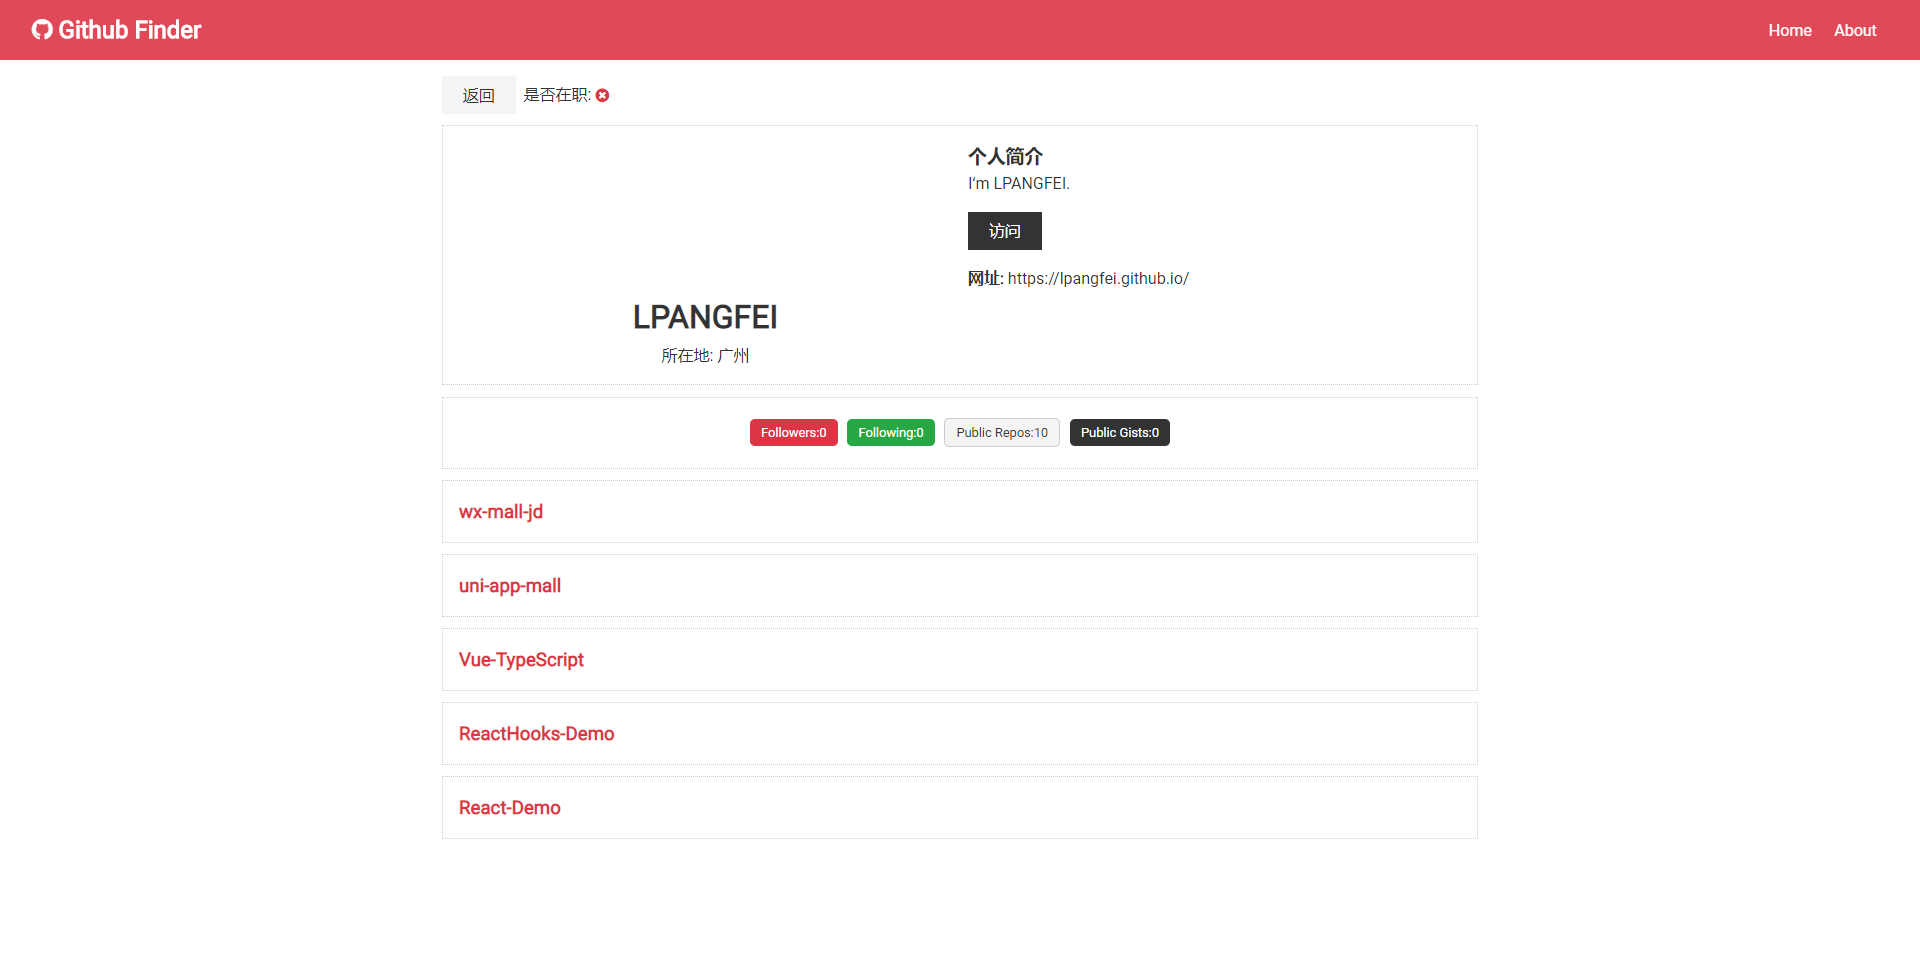 Github Finder
Home About
返回 是否在职:
个人简介
I‘m LPANGFEI.
访问
网址: https://lpangfei.github.io/
LPANGFEI
所在地: 广州
Followers:0 Following:0 Public Repos:10 Public Gists:0
wx-mall-jd
uni-app-mall
Vue-TypeScript
ReactHooks-Demo
React-Demo